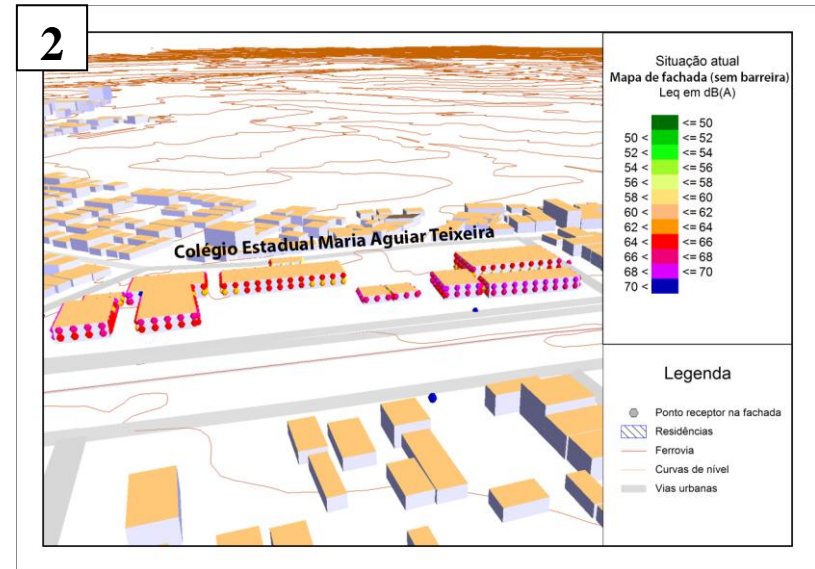 2
Colégio Estadual Maria Aguiar Teixeira
Situação atual
Mapa de fachada (sem barreira)
Leq em dB(A)
<= 50
50 < <= 52
52 < <= 54
54 < <= 56
56 < <= 58
58 < <= 60
60 < <= 62
62 < <= 64
64 < <= 66
66 < <= 68
68 < <= 70
70 <
Legenda
Ponto receptor na fachada
Residências
Ferrovia
Curvas de nível
Vias urbanas